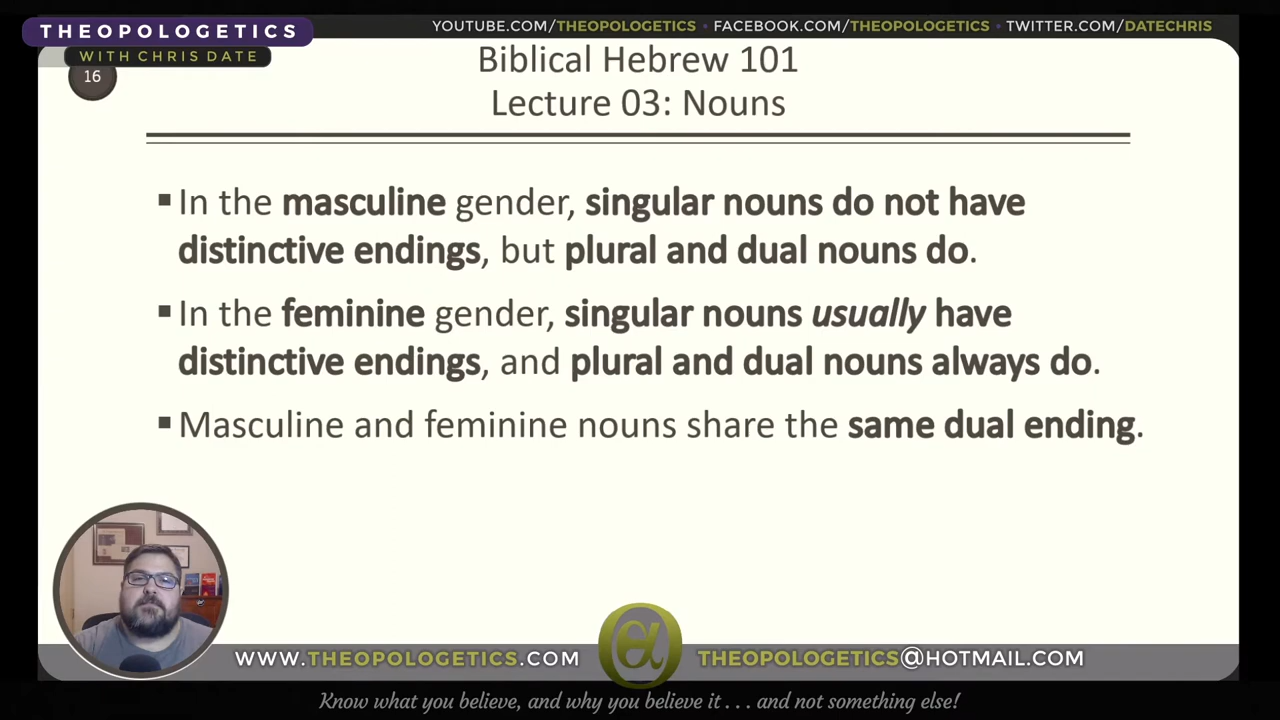 THEOPOLOGETICS
WITH CHRIS DATE
YOUTUBE.COM/THEOPOLOGETICS • FACEBOOK.COM/THEOPOLOGETICS • TWITTER.COM/DATECHRIS
16
Biblical Hebrew 101
Lecture 03: Nouns
▪ In the masculine gender, singular nouns do not have
distinctive endings, but plural and dual nouns do.
▪ In the feminine gender, singular nouns usually have
distinctive endings, and plural and dual nouns always do.
▪ Masculine and feminine nouns share the same dual ending.
WWW.THEOPOLOGETICS.COM
THEOPOLOGETICS@HOTMAIL.COM
Know what you believe, and why you believe it . . . and not something else!